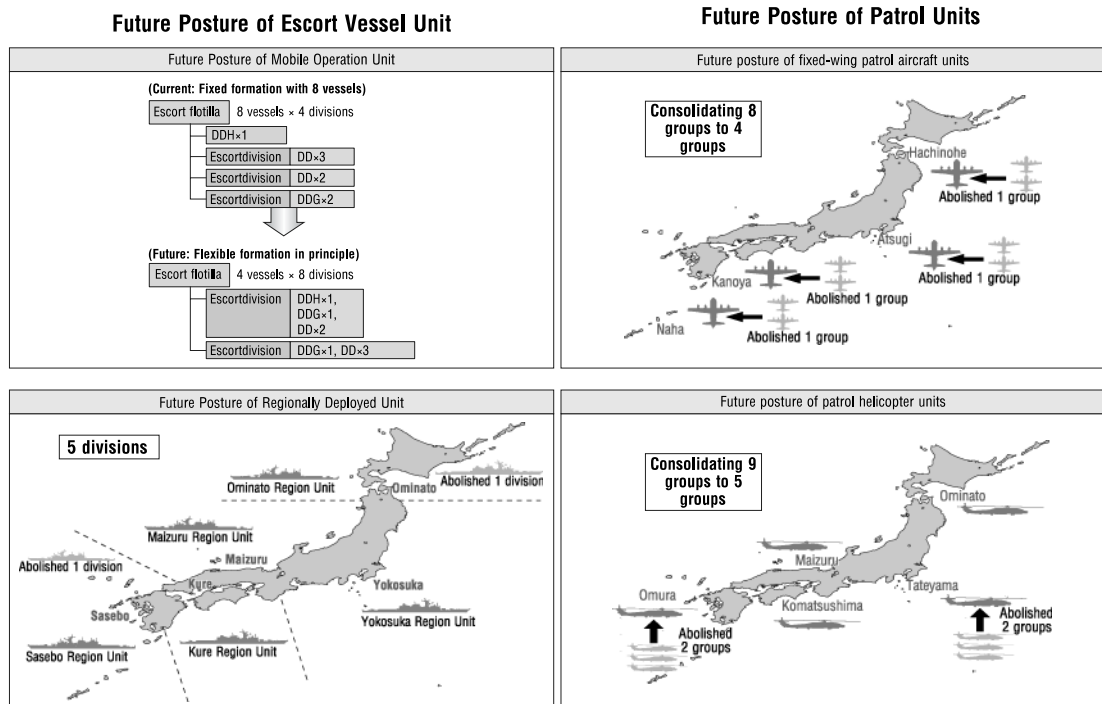 Future Posture of Escort Vessel Unit
Future Posture of Mobile Operation Unit
(Current: Fixed formation with 8 vessels)
Escort flotilla 8 vessels × 4 divisions
DDH×1
Escortdivision DD×3
Escortdivision DD×2
Escortdivision DDG×2
(Future: Flexible formation in principle)
Escort flotilla 4 vessels × 8 divisions
Escortdivision DDH×1,
DDG×1,
DD×2
Escortdivision DDG×1, DD×3
Future Posture of Patrol Units
Future posture of fixed-wing patrol aircraft units
Consolidating 8
groups to 4
groups
Hachinohe
Abolished 1 group
Atsugi
Abolished 1 group
Kanoya
Abolished 1 group
Naha
Abolished 1 group
Future Posture of Regionally Deployed Unit
5 divisions
Ominato Region Unit
Ominato
Abolished 1 division
Maizuru Region Unit
Maizuru
Abolished 1 division
Kure
Yokosuka
Sasebo
Yokosuka Region Unit
Sasebo Region Unit
Kure Region Unit
Future posture of patrol helicopter units
Consolidating 9
groups to 5
groups
Ominato
Maizuru
Tateyama
Omura
Komatsushima
Abolished
2 groups
Abolished
2 groups